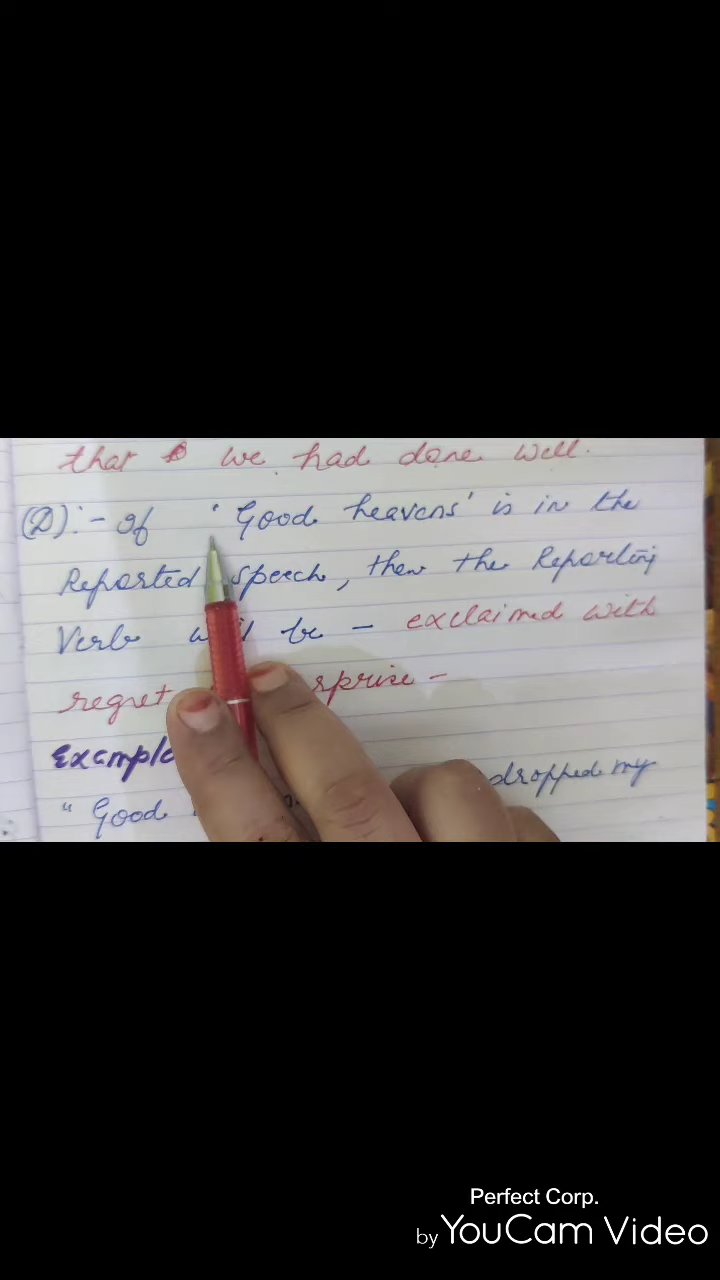 that we had done well.
(D):- If 'Good heavens' is in the
Reported speech, then the Reporting
Verb will be - exclaimed with
regret
Example
" Good dropped my
Perfect Corp.
by YouCam Video